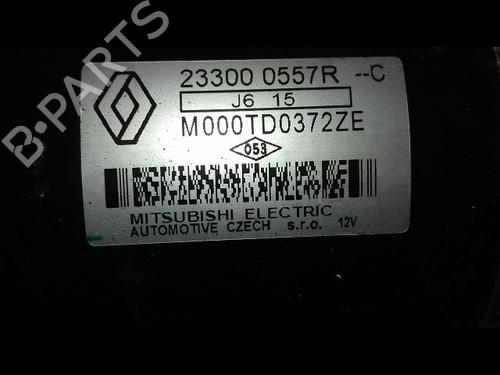 23300 0557R --C
J6 15
M000TD0372ZE
053
MITSUBISHI ELECTRIC
AUTOMOTIVE CZECH s.r.o. 12V
B-PARTS